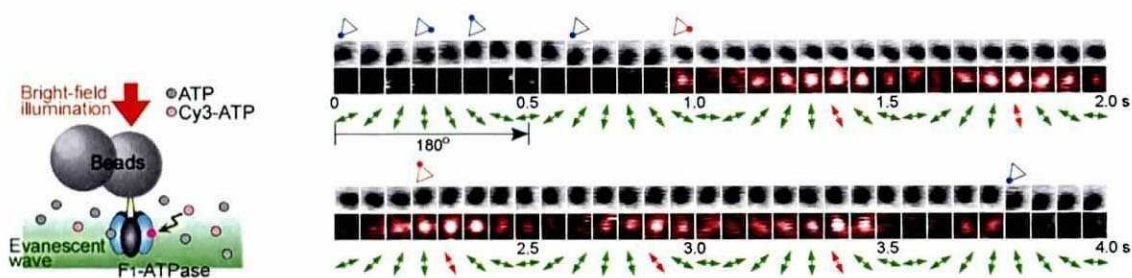 Bright-field
illumination
ATP
Cy3-ATP
Beads
Evanescent
wave
F1-ATPase
0 0.5 1.0 1.5 2.0 s
180°
2.5 3.0 3.5 4.0 s